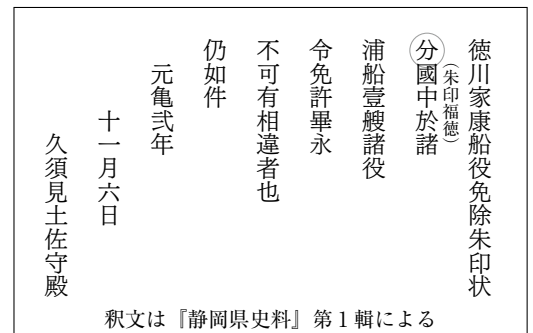 徳川家康船役免除朱印状
（朱印福徳）
分國中於諸
浦船壹艘諸役
令免許畢永
不可有相違者也
仍如件
元亀弐年
十一月六日
久須見土佐守殿
釈文は『静岡県史料』第1輯による